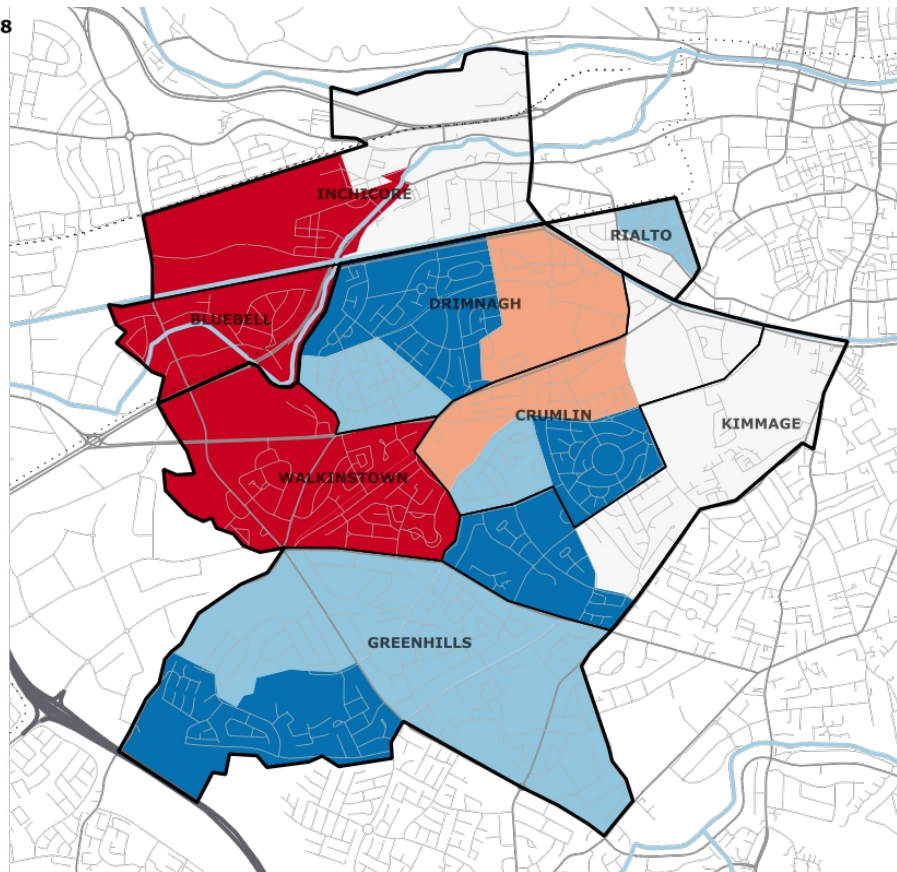 8
INCHICORE
RIALTO
DRIMNAGH
BLUEBELL
CRUMLIN
KIMMAGE
WALKINSTOWN
GREENHILLS